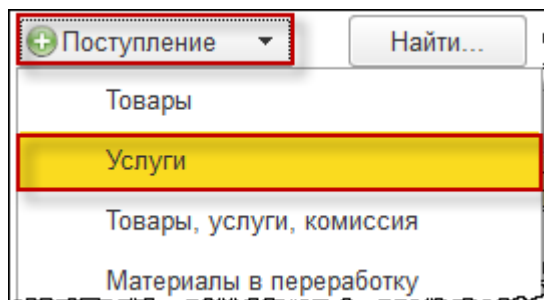 Поступление Найти...
Товары
Услуги
Товары, услуги, комиссия
Материалы в переработку